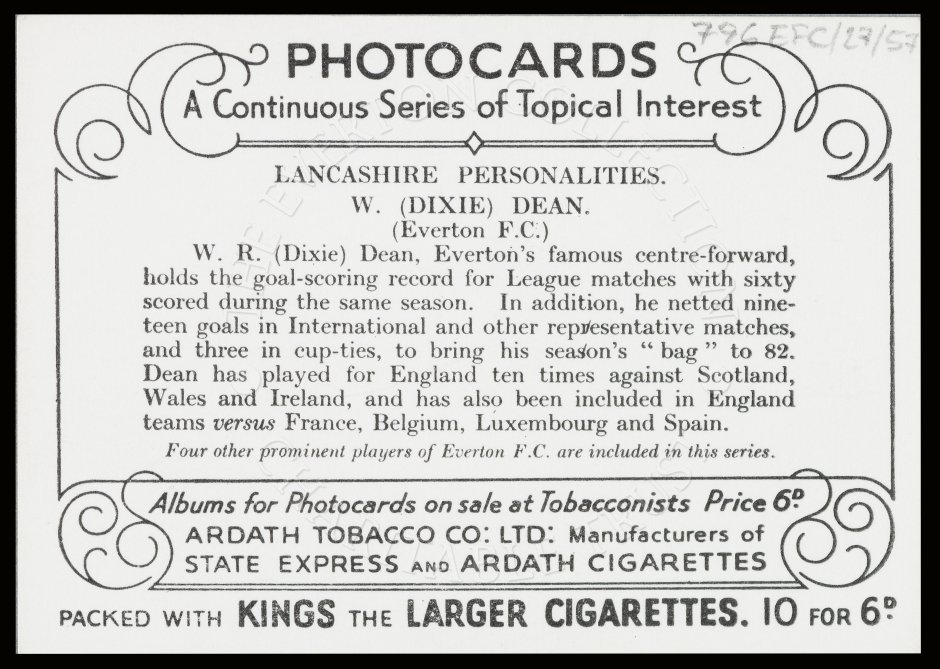 796 EFC/27/57
PHOTOCARDS
A Continuous Series of Topical Interest
LANCASHIRE PERSONALITIES.
W. (DIXIE) DEAN.
(Everton F.C.)
W. R. (Dixie) Dean, Everton's famous centre-forward,
holds the goal-scoring record for League matches with sixty
scored during the same season. In addition, he netted nine-
teen goals in International and other representative matches,
and three in cup-ties, to bring his season's "bag" to 82.
Dean has played for England ten times against Scotland,
Wales and Ireland, and has also been included in England
teams versus France, Belgium, Luxembourg and Spain.
Four other prominent players of Everton F.C. are included in this series.
Albums for Photocards on sale at Tobacconists Price 6D.
ARDATH TOBACCO CO: LTD: Manufacturers of
STATE EXPRESS AND ARDATH CIGARETTES
PACKED WITH KINGS THE LARGER CIGARETTES. 10 FOR 6D.
THE EVERTON COLLECTION
CHARITABLE TRUST